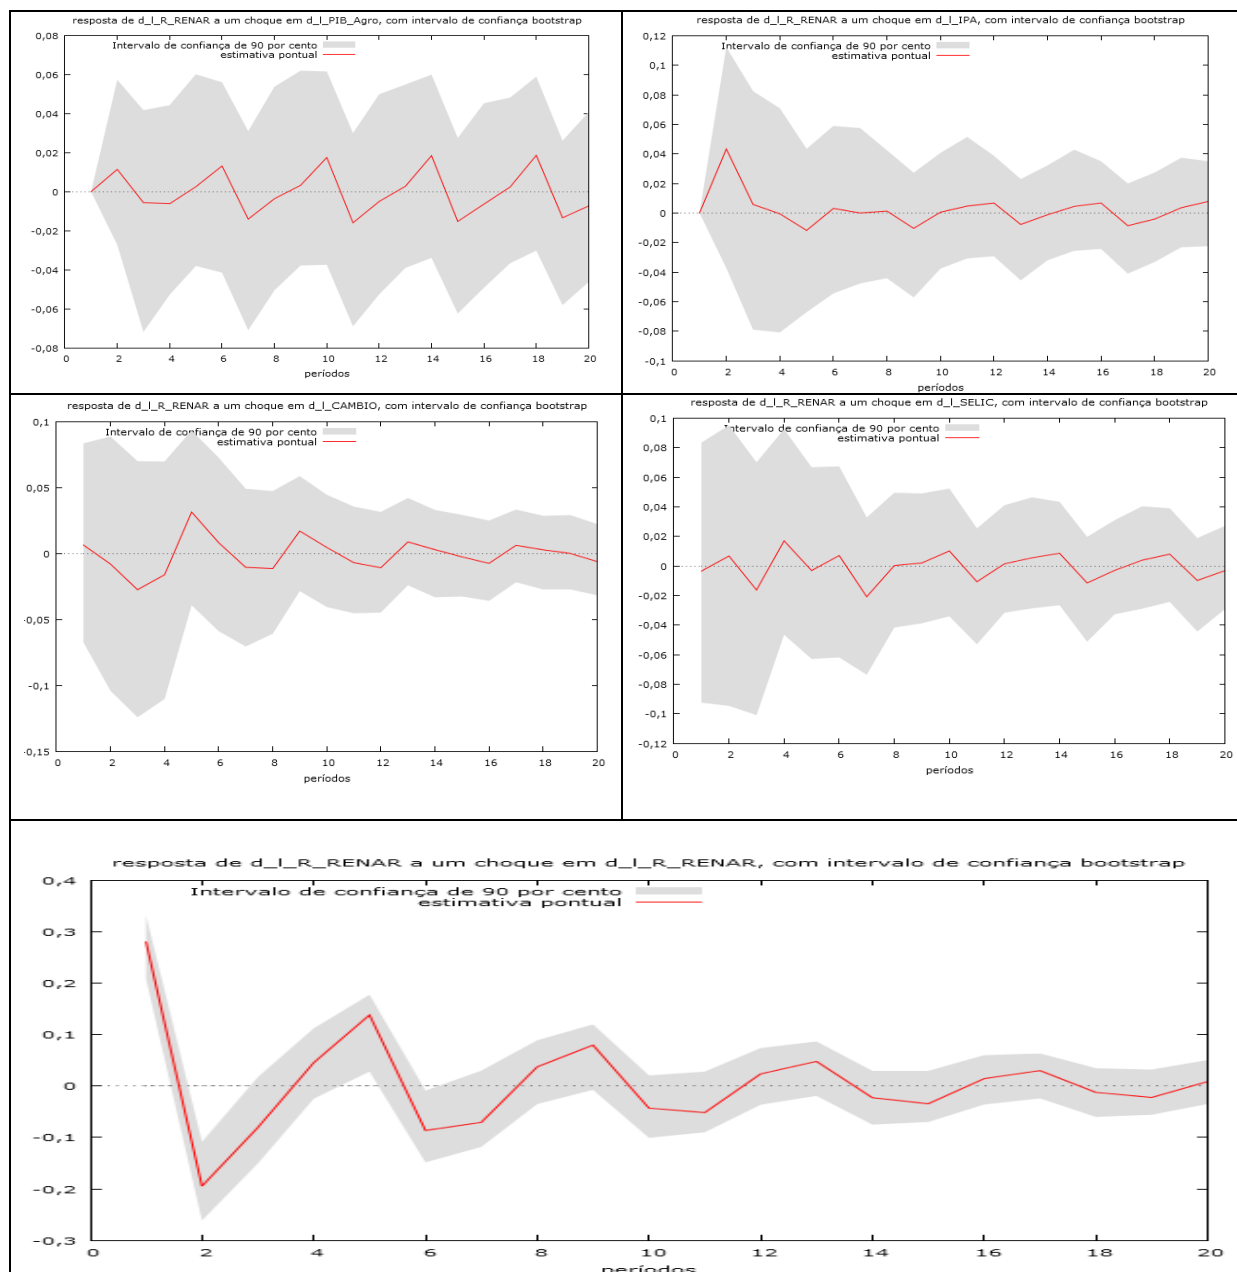 resposta de d_l_R_RENAR a um choque em d_l_PIB_Agro, com intervalo de confiança bootstrap
0,08
Intervalo de confiança de 90 por cento
estimativa pontual
0,06
0,04
0,02
0
-0,02
-0,04
-0,06
-0,08
0 2 4 6 8 10 12 14 16 18 20
períodos
resposta de d_l_R_RENAR a um choque em d_l_IPA, com intervalo de confiança bootstrap
0,12
Intervalo de confiança de 90 por cento
estimativa pontual
0,1
0,08
0,06
0,04
0,02
0
-0,02
-0,04
-0,06
-0,08
-0,1
0 2 4 6 8 10 12 14 16 18 20
períodos
resposta de d_l_R_RENAR a um choque em d_l_CAMBIO, com intervalo de confiança bootstrap
0,1
Intervalo de confiança de 90 por cento
estimativa pontual
0,05
0
-0,05
-0,1
-0,15
0 2 4 6 8 10 12 14 16 18 20
períodos
resposta de d_l_R_RENAR a um choque em d_l_SELIC, com intervalo de confiança bootstrap
0,1
Intervalo de confiança de 90 por cento
estimativa pontual
0,08
0,06
0,04
0,02
0
-0,02
-0,04
-0,06
-0,08
-0,1
-0,12
0 2 4 6 8 10 12 14 16 18 20
períodos
resposta de d_l_R_RENAR a um choque em d_l_R_RENAR, com intervalo de confiança bootstrap
0,4
Intervalo de confiança de 90 por cento
estimativa pontual
0,3
0,2
0,1
0
-0,1
-0,2
-0,3
0 2 4 6 8 10 12 14 16 18 20
períodos